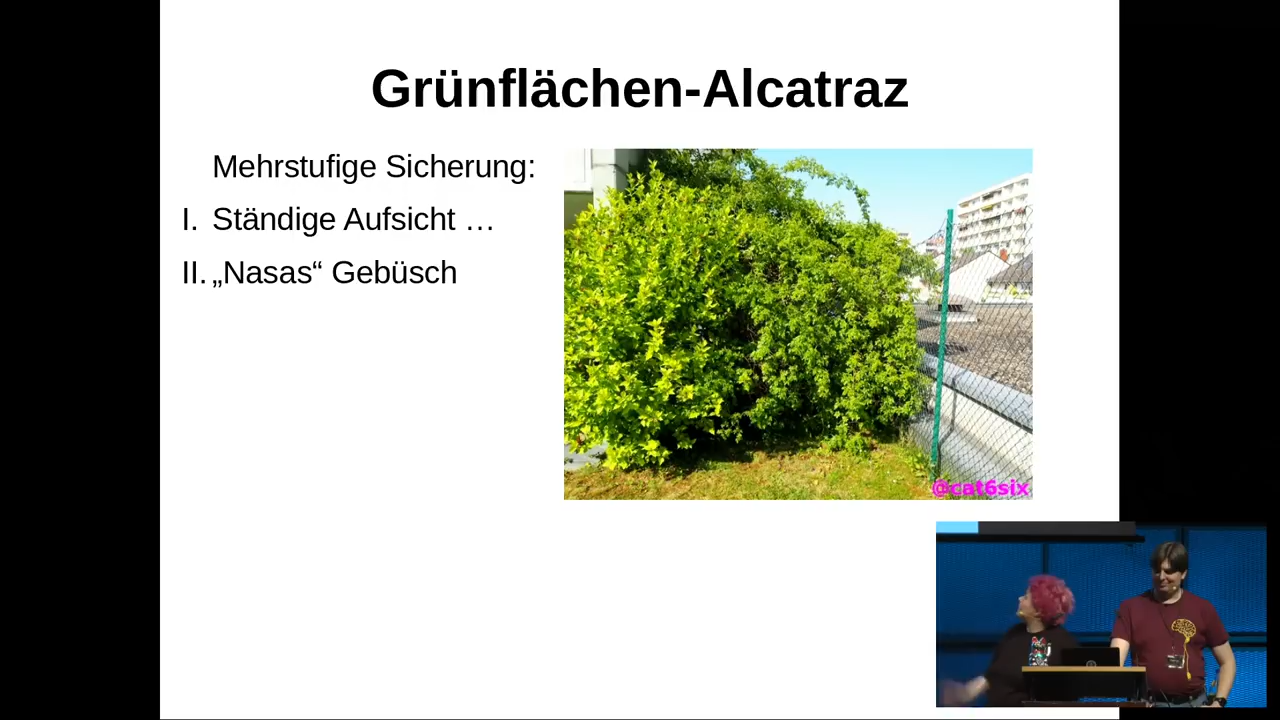 Grünflächen-Alcatraz
Mehrstufige Sicherung:
I. Ständige Aufsicht …
II. „Nasas“ Gebüsch
@cat6six